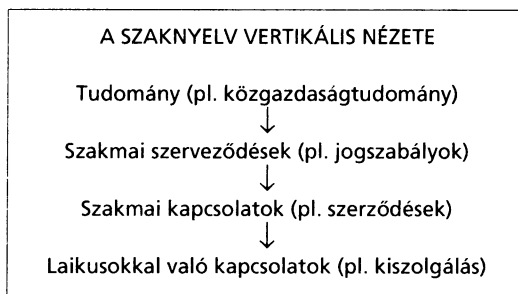 A SZAKNYELV VERTIKÁLIS NÉZETE
Tudomány (pl. közgazdaságtudomány)
Szakmai szerveződések (pl. jogszabályok)
Szakmai kapcsolatok (pl. szerződések)
Laikusokkal való kapcsolatok (pl. kiszolgálás)